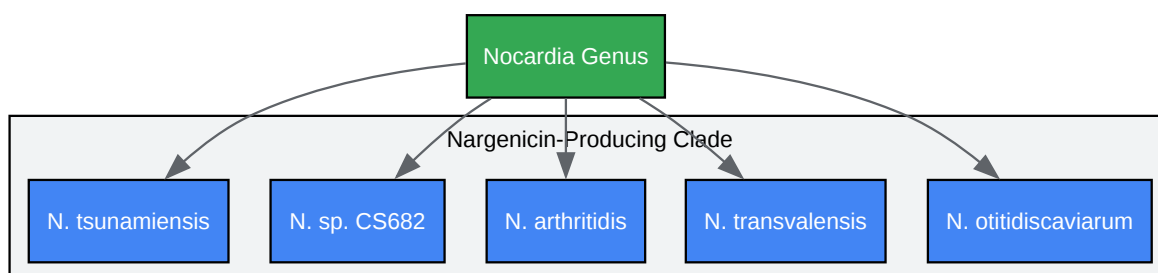 Nocardia Genus
Nargenicin-Producing Clade
N. tsunamiensis
N. sp. CS682
N. arthritidis
N. transvalensis
N. otitidiscaviarum